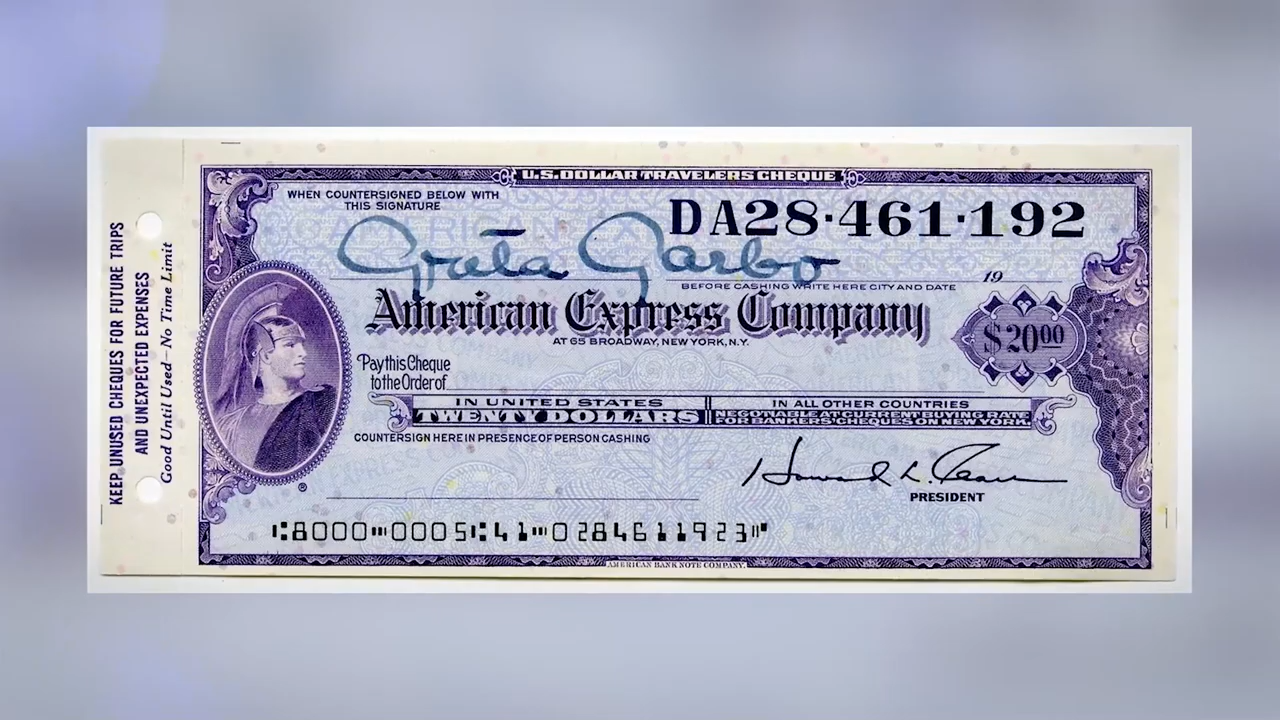 U.S. DOLLAR TRAVELERS CHEQUE
WHEN COUNTERSIGNED BELOW WITH
THIS SIGNATURE
DA28·461·192
Greta Garbo
BEFORE CASHING WRITE HERE CITY AND DATE
19
American Express Company
AT 65 BROADWAY, NEW YORK, N.Y.
$2000
Pay this Cheque
to the Order of
IN UNITED STATES
TWENTY DOLLARS
IN ALL OTHER COUNTRIES
NEGOTIABLE AT CURRENT BUYING RATE
FOR BANKERS' CHEQUES ON NEW YORK
COUNTERSIGN HERE IN PRESENCE OF PERSON CASHING
Howard L. Clark
PRESIDENT
⑆8000⑉0005⑆41⑉0284611923⑈
AMERICAN BANK NOTE COMPANY.
KEEP UNUSED CHEQUES FOR FUTURE TRIPS
AND UNEXPECTED EXPENSES
Good Until Used—No Time Limit